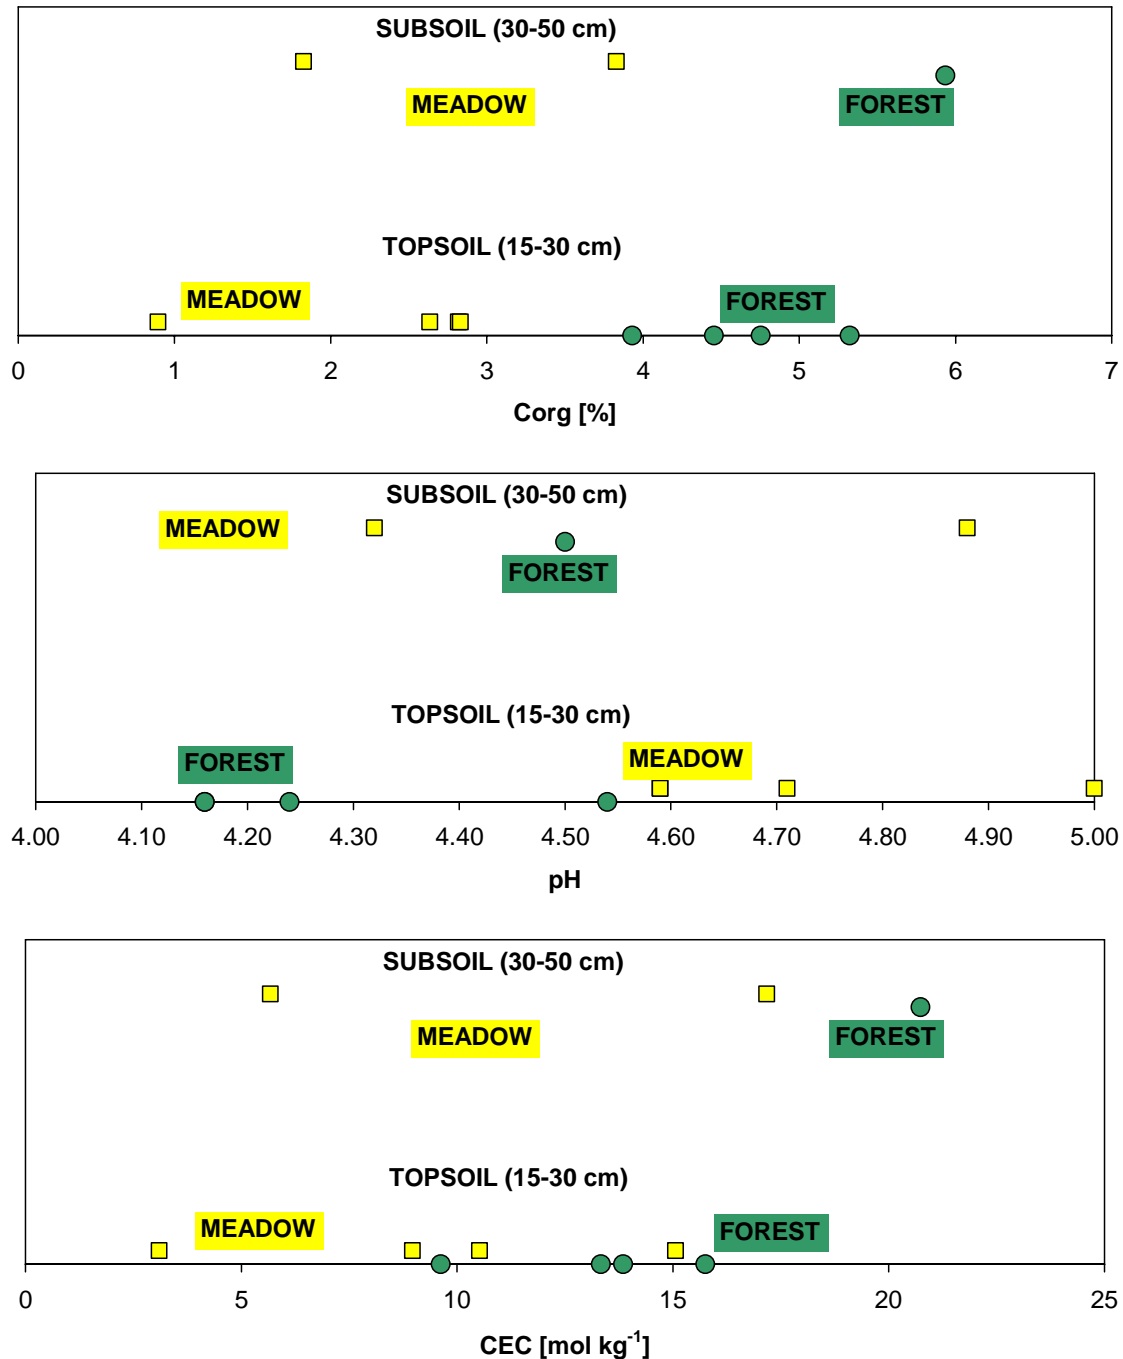 SUBSOIL (30-50 cm)
MEADOW
FOREST
TOPSOIL (15-30 cm)
MEADOW
FOREST
0 1 2 3 4 5 6 7
Corg [%]
SUBSOIL (30-50 cm)
MEADOW
FOREST
TOPSOIL (15-30 cm)
FOREST
MEADOW
4.00 4.10 4.20 4.30 4.40 4.50 4.60 4.70 4.80 4.90 5.00
pH
SUBSOIL (30-50 cm)
MEADOW
FOREST
TOPSOIL (15-30 cm)
MEADOW
FOREST
0 5 10 15 20 25
CEC [mol kg⁻¹]